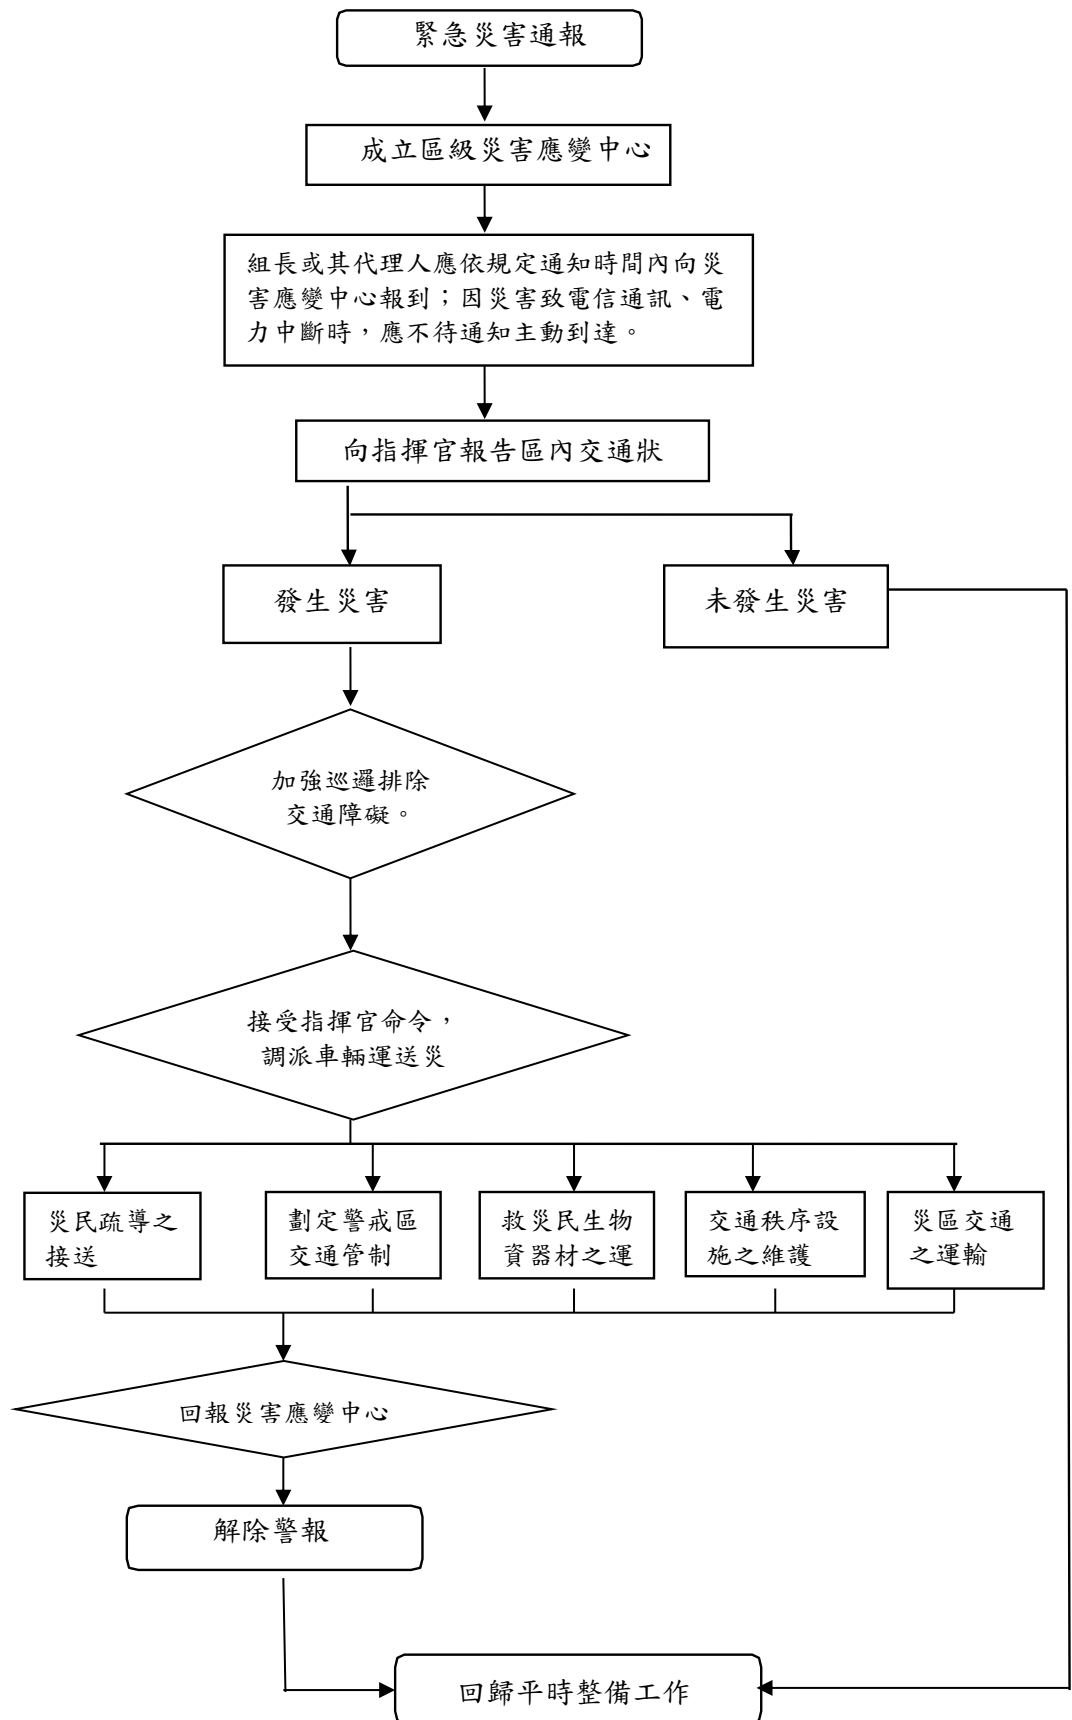 緊急災害通報
成立區級災害應變中心
組長或其代理人應依規定通知時間內向災
害應變中心報到；因災害致電信通訊、電
力中斷時，應不待通知主動到達。
向指揮官報告區內交通狀
發生災害
未發生災害
加強巡邏排除
交通障礙。
接受指揮官命令，
調派車輛運送災
災民疏導之
接送
劃定警戒區
交通管制
救災民生物
資器材之運
交通秩序設
施之維護
災區交通
之運輸
回報災害應變中心
解除警報
回歸平時整備工作